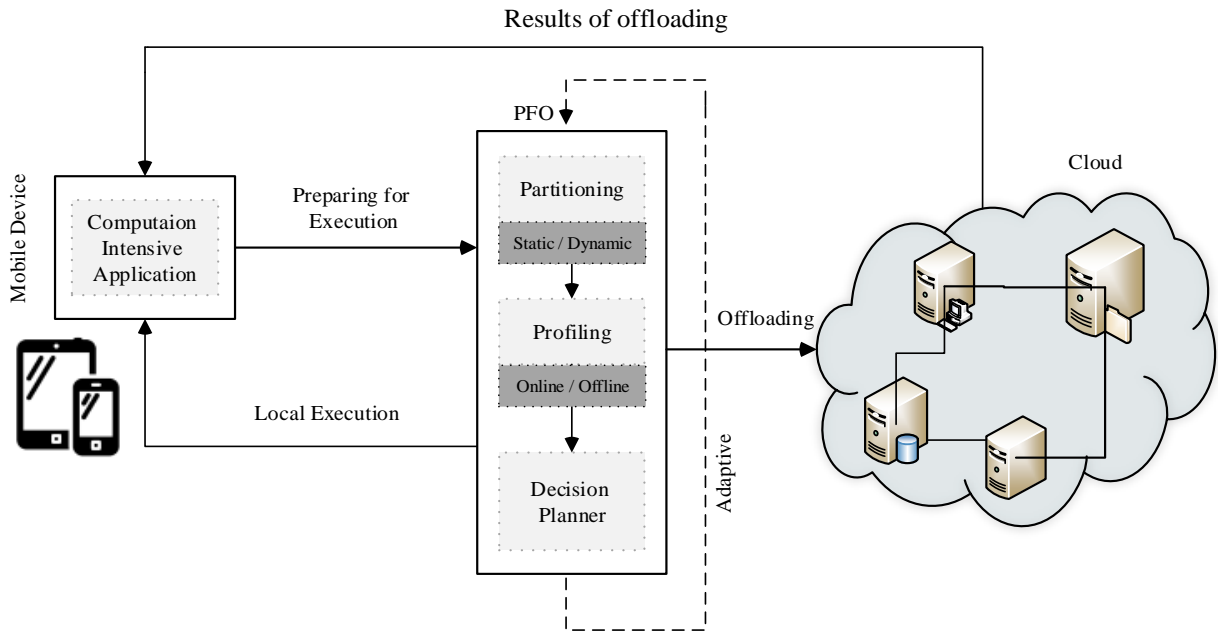 Results of offloading
PFO
Mobile Device
Computaion
Intensive
Application
Preparing for
Execution
Partitioning
Static / Dynamic
Profiling
Online / Offline
Decision
Planner
Local Execution
Adaptive
Offloading
Cloud